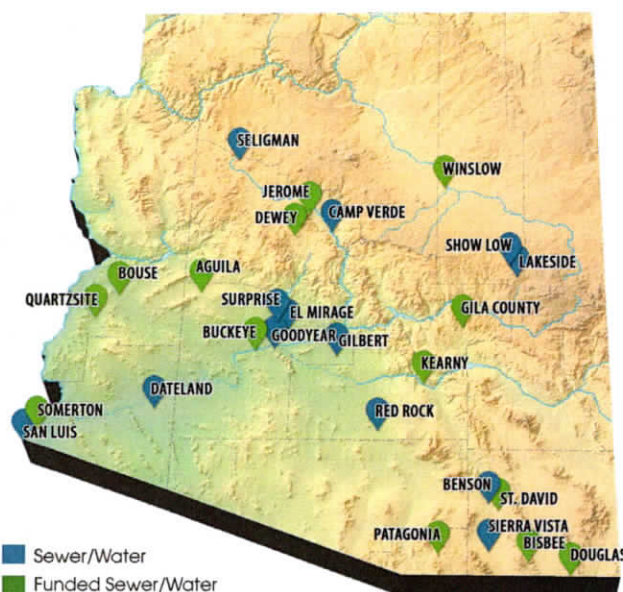 SELIGMAN
WINSLOW
JEROME
DEWEY
CAMP VERDE
SHOW LOW
LAKESIDE
BOUSE
AGUILA
QUARTZSITE
SURPRISE
EL MIRAGE
GILA COUNTY
BUCKEYE
GOODYEAR
GILBERT
KEARNY
DATELAND
SOMERTON
RED ROCK
SAN LUIS
BENSON
ST. DAVID
PATAGONIA
SIERRA VISTA
BISBEE
DOUGLAS
Sewer/Water
Funded Sewer/Water